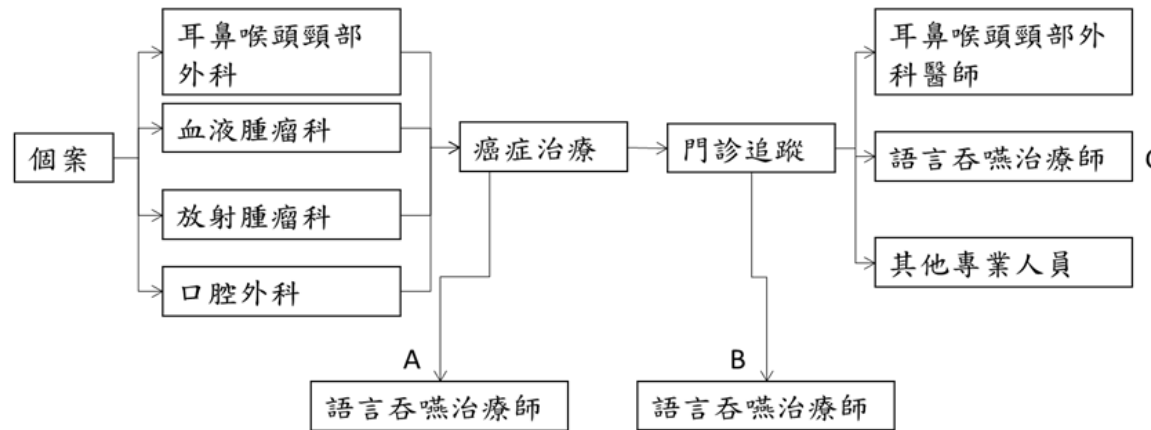 個案
耳鼻喉頭頸部
外科
血液腫瘤科
放射腫瘤科
口腔外科
癌症治療
門診追蹤
耳鼻喉頭頸部外
科醫師
語言吞嚥治療師
其他專業人員
A
語言吞嚥治療師
B
語言吞嚥治療師